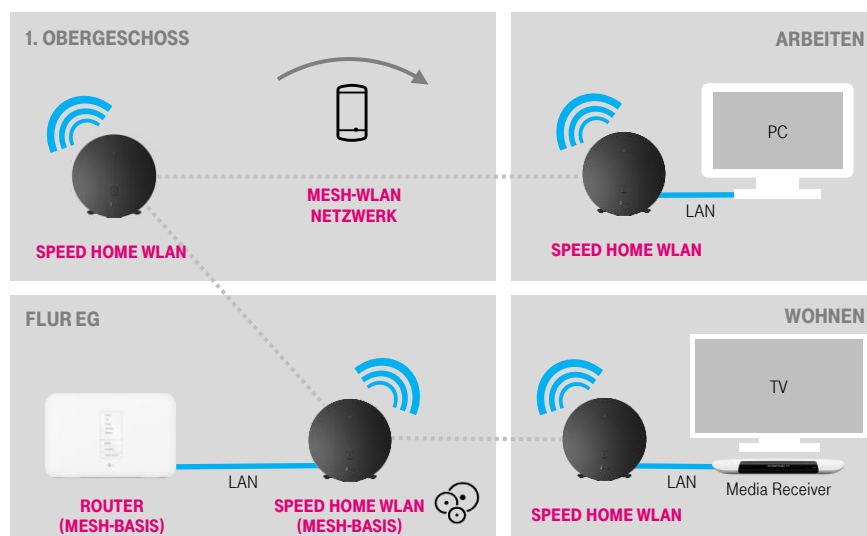 1. OBERGESCHOSS
MESH-WLAN
NETZWERK
SPEED HOME WLAN
ARBEITEN
PC
LAN
SPEED HOME WLAN
FLUR EG
LAN
ROUTER
(MESH-BASIS)
SPEED HOME WLAN
(MESH-BASIS)
WOHNEN
TV
LAN
Media Receiver
SPEED HOME WLAN